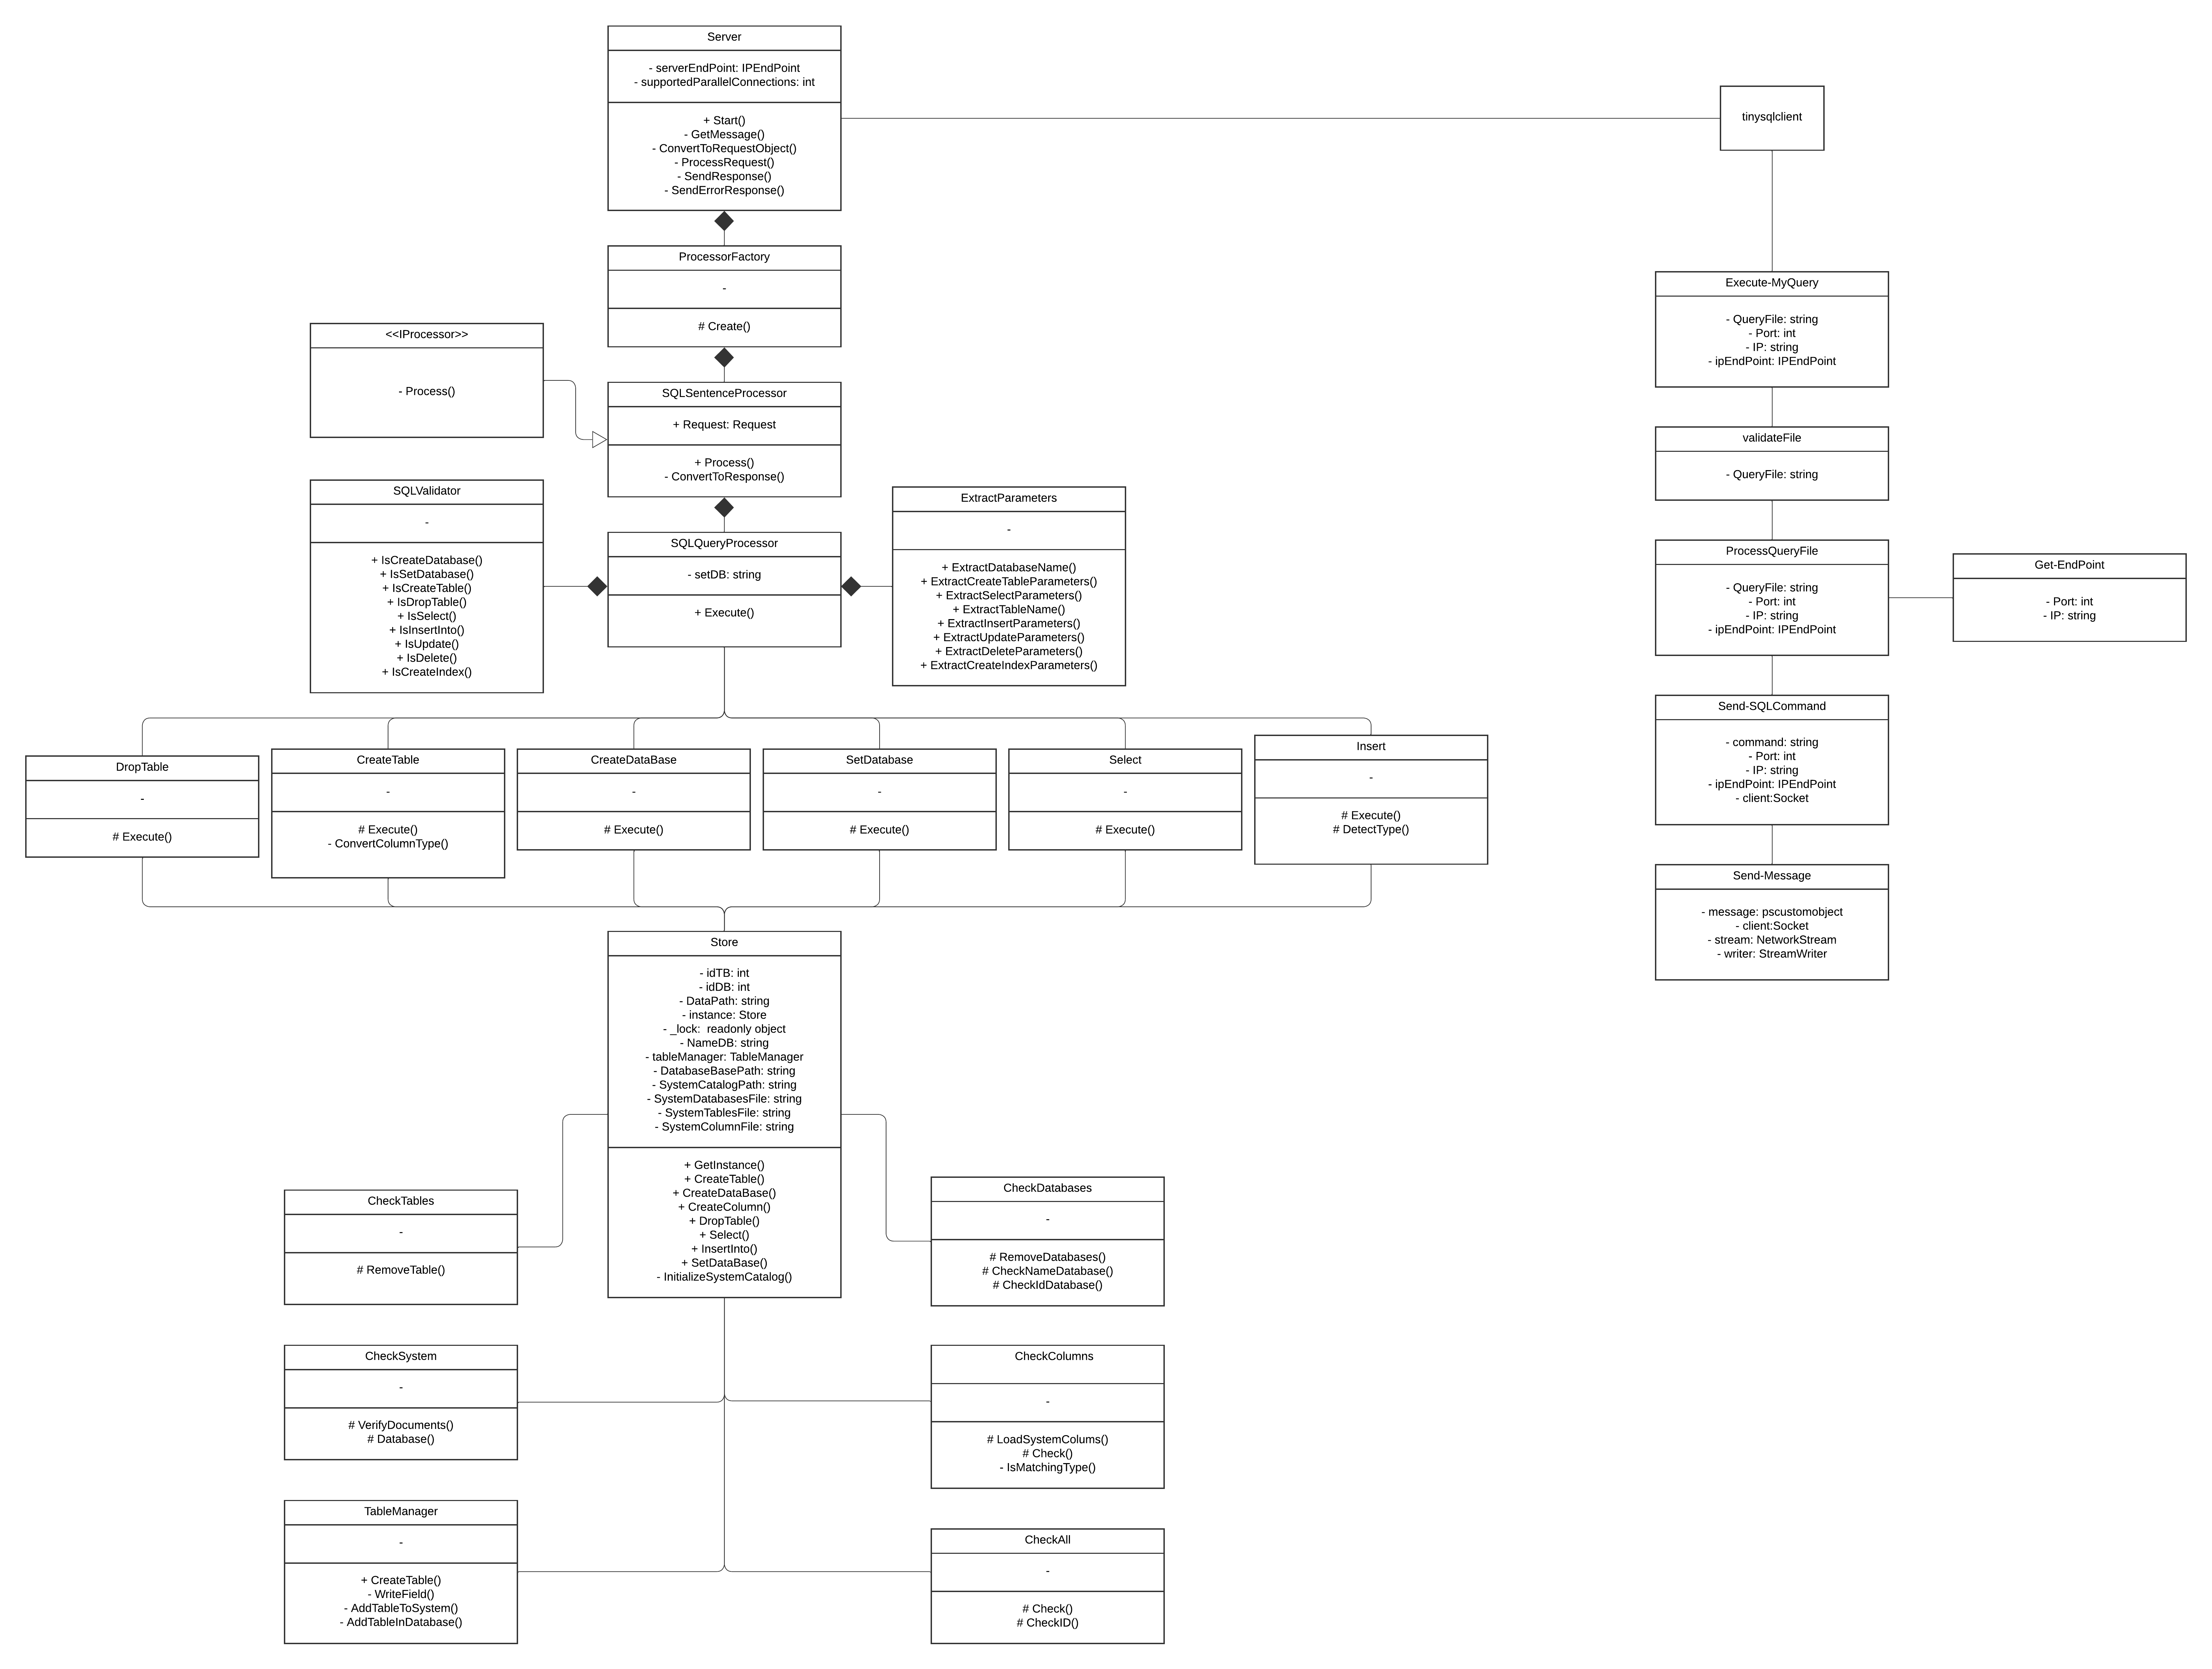 Server
- serverEndPoint: IPEndPoint
- supportedParallelConnections: int
+ Start()
- GetMessage()
- ConvertToRequestObject()
- ProcessRequest()
- SendResponse()
- SendErrorResponse()
tinysqlclient
ProcessorFactory
-
# Create()
<<IProcessor>>
- Process()
SQLSentenceProcessor
+ Request: Request
+ Process()
- ConvertToResponse()
SQLValidator
-
+ IsCreateDatabase()
+ IsSetDatabase()
+ IsCreateTable()
+ IsDropTable()
+ IsSelect()
+ IsInsertInto()
+ IsUpdate()
+ IsDelete()
+ IsCreateIndex()
SQLQueryProcessor
- setDB: string
+ Execute()
ExtractParameters
-
+ ExtractDatabaseName()
+ ExtractCreateTableParameters()
+ ExtractSelectParameters()
+ ExtractTableName()
+ ExtractInsertParameters()
+ ExtractUpdateParameters()
+ ExtractDeleteParameters()
+ ExtractCreateIndexParameters()
DropTable
-
# Execute()
CreateTable
-
# Execute()
- ConvertColumnType()
CreateDataBase
-
# Execute()
SetDatabase
-
# Execute()
Select
-
# Execute()
Insert
-
# Execute()
# DetectType()
Store
- idTB: int
- idDB: int
- DataPath: string
- instance: Store
- _lock:  readonly object
- NameDB: string
- tableManager: TableManager
- DatabaseBasePath: string
- SystemCatalogPath: string
- SystemDatabasesFile: string
- SystemTablesFile: string
- SystemColumnFile: string
+ GetInstance()
+ CreateTable()
+ CreateDataBase()
+ CreateColumn()
+ DropTable()
+ Select()
+ InsertInto()
+ SetDataBase()
- InitializeSystemCatalog()
CheckTables
-
# RemoveTable()
CheckDatabases
-
# RemoveDatabases()
# CheckNameDatabase()
# CheckIdDatabase()
CheckSystem
-
# VerifyDocuments()
# Database()
CheckColumns
-
# LoadSystemColums()
# Check()
- IsMatchingType()
TableManager
-
+ CreateTable()
- WriteField()
- AddTableToSystem()
- AddTableInDatabase()
CheckAll
-
# Check()
# CheckID()
Execute-MyQuery
- QueryFile: string
- Port: int
- IP: string
- ipEndPoint: IPEndPoint
validateFile
- QueryFile: string
ProcessQueryFile
- QueryFile: string
- Port: int
- IP: string
- ipEndPoint: IPEndPoint
Get-EndPoint
- Port: int
- IP: string
Send-SQLCommand
- command: string
- Port: int
- IP: string
- ipEndPoint: IPEndPoint
- client:Socket
Send-Message
- message: pscustomobject
- client:Socket
- stream: NetworkStream
- writer: StreamWriter